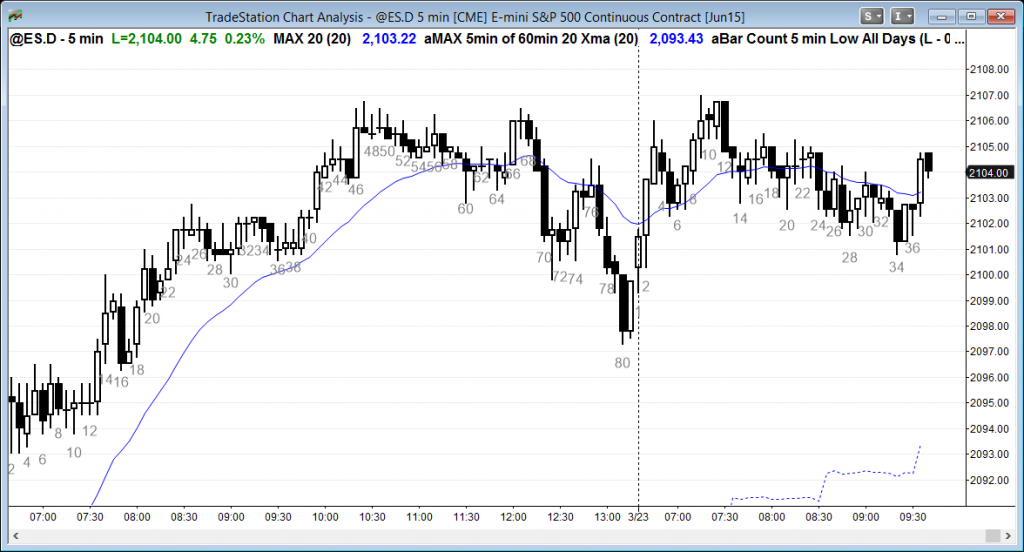 TradeStation Chart Analysis - @ES.D 5 min [CME] E-mini S&P 500 Continuous Contract [Jun15]
S I
@ES.D - 5 min L=2,104.00 4.75 0.23% MAX 20 (20) 2,103.22 aMAX 5min of 60min 20 Xma (20) 2,093.43 aBar Count 5 min Low All Days (L - 0 ...
2108.00
2107.00
2106.00
2105.00
2104.00
2103.00
2102.00
2101.00
2100.00
2099.00
2098.00
2097.00
2096.00
2095.00
2094.00
2093.00
2092.00
2 4 6 8 10 12 14 16 18 20 22 24 26 28 30 32 34 36 38 40 42 44 46 48 50 52 54 56 58 60 62 64 66 68 70 72 74 76 78 80
1 2 4 6 8 10 12 14 16 18 20 22 24 26 28 30 32 34 36
07:00 07:30 08:00 08:30 09:00 09:30 10:00 10:30 11:00 11:30 12:00 12:30 13:00 3/23 07:00 07:30 08:00 08:30 09:00 09:30